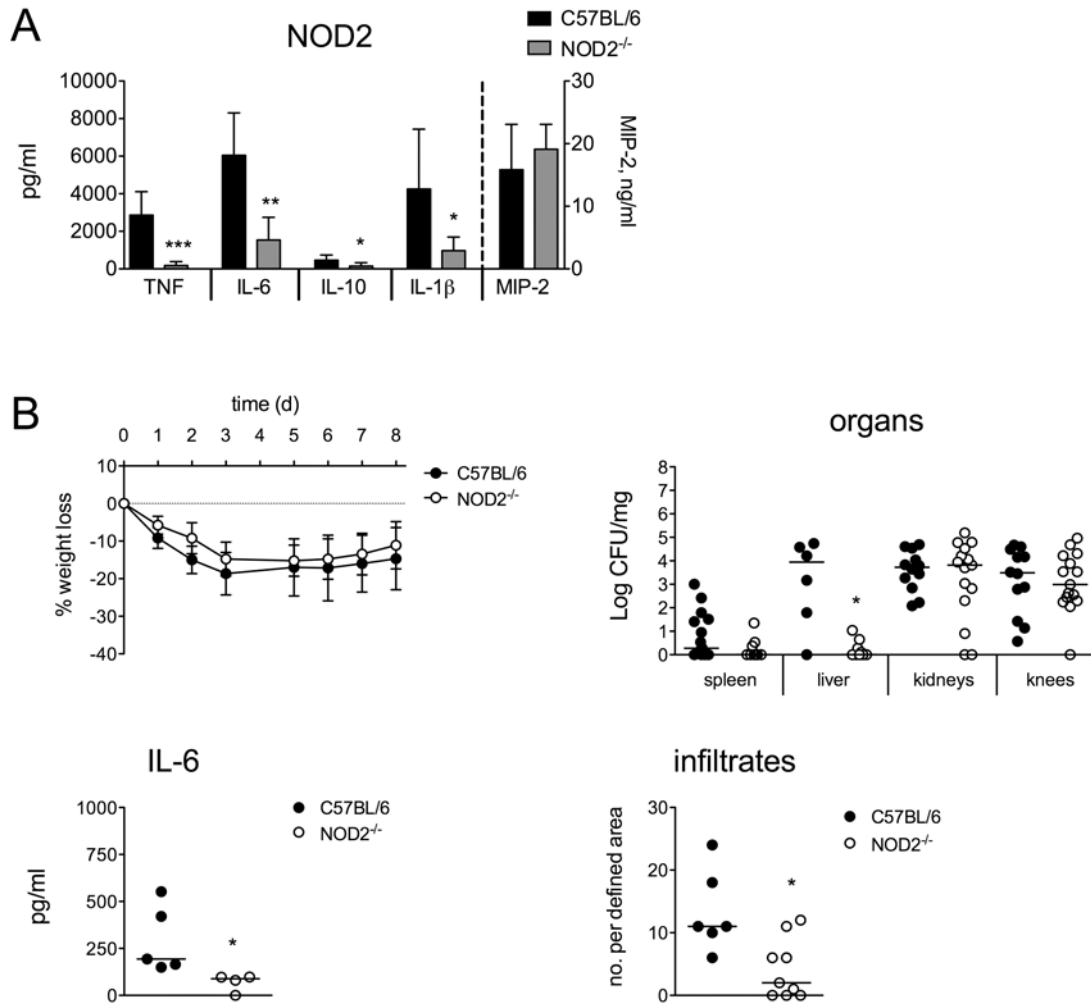 A
NOD2
C57BL/6
NOD2-/-
10000
8000
6000
4000
2000
0
pg/ml
30
20
10
0
MIP-2, ng/ml
***
**
*
*
TNF IL-6 IL-10 IL-1β MIP-2
B
time (d)
0 1 2 3 4 5 6 7 8
10
0
-10
-20
-30
-40
% weight loss
C57BL/6
NOD2-/-
organs
Log CFU/mg
8
7
6
5
4
3
2
1
0
*
spleen liver kidneys knees
IL-6
1000
750
500
250
0
pg/ml
*
C57BL/6
NOD2-/-
infiltrates
30
20
10
0
no. per defined area
*
C57BL/6
NOD2-/-